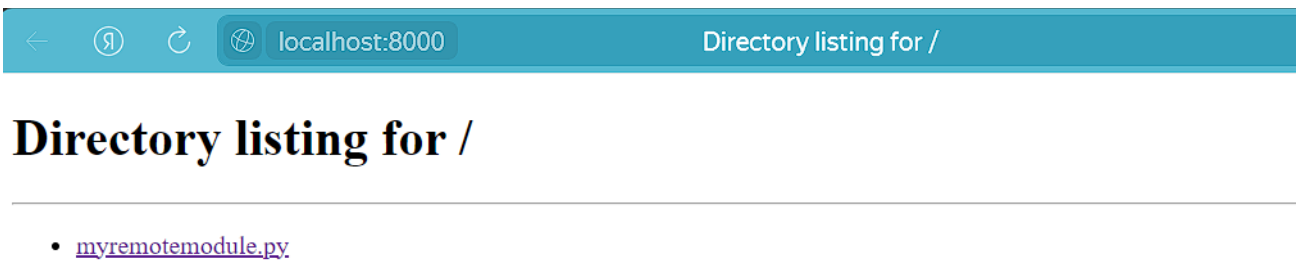 Я localhost:8000 Directory listing for /
Directory listing for /
myremotemodule.py